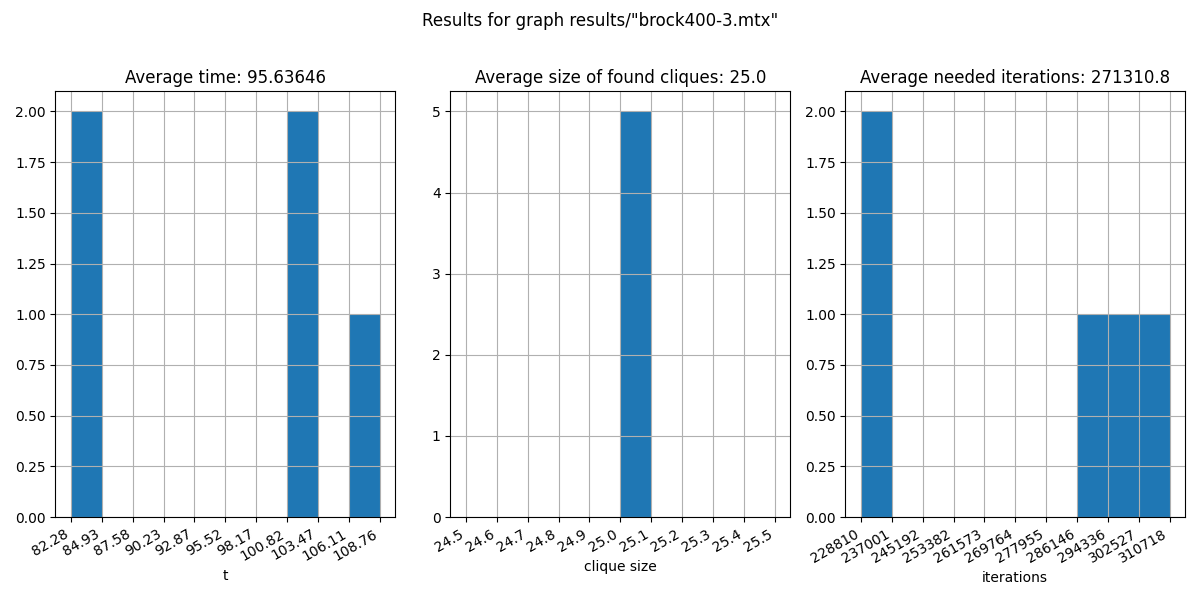 Results for graph results/"brock400-3.mtx"
Average time: 95.63646
2.00
1.75
1.50
1.25
1.00
0.75
0.50
0.25
0.00
82.28 84.93 87.58 90.23 92.87 95.52 98.17 100.82 103.47 106.11 108.76
t
Average size of found cliques: 25.0
5
4
3
2
1
0
24.5 24.6 24.7 24.8 24.9 25.0 25.1 25.2 25.3 25.4 25.5
clique size
Average needed iterations: 271310.8
2.00
1.75
1.50
1.25
1.00
0.75
0.50
0.25
0.00
228810 237001 245192 253382 261573 269764 277955 286146 294336 302527 310718
iterations